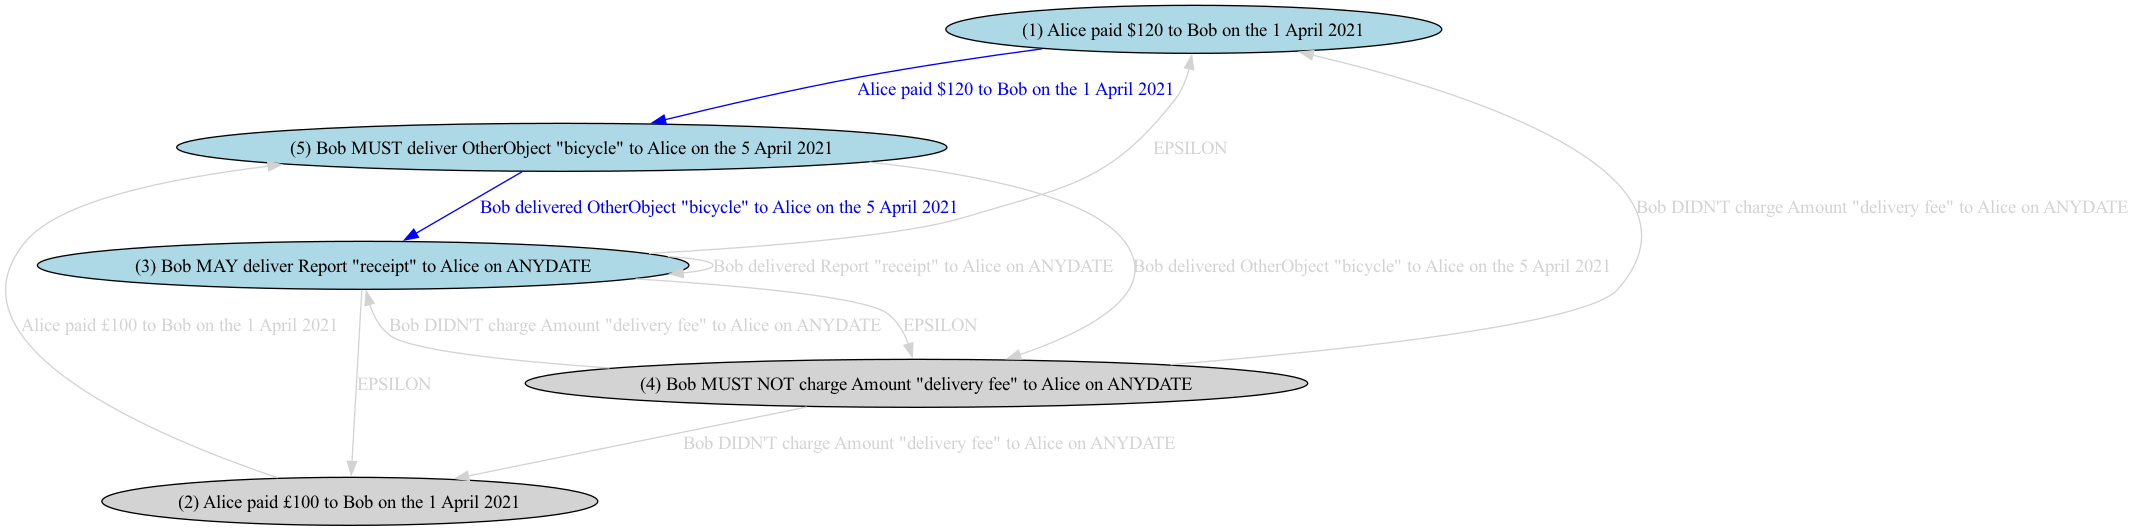 (1) Alice paid $120 to Bob on the 1 April 2021
Alice paid $120 to Bob on the 1 April 2021
(5) Bob MUST deliver OtherObject "bicycle" to Alice on the 5 April 2021
EPSILON
Bob delivered OtherObject "bicycle" to Alice on the 5 April 2021
Bob DIDN'T charge Amount "delivery fee" to Alice on ANYDATE
(3) Bob MAY deliver Report "receipt" to Alice on ANYDATE
Bob delivered Report "receipt" to Alice on ANYDATE
Bob delivered OtherObject "bicycle" to Alice on the 5 April 2021
Alice paid £100 to Bob on the 1 April 2021
Bob DIDN'T charge Amount "delivery fee" to Alice on ANYDATE
EPSILON
EPSILON
(4) Bob MUST NOT charge Amount "delivery fee" to Alice on ANYDATE
Bob DIDN'T charge Amount "delivery fee" to Alice on ANYDATE
(2) Alice paid £100 to Bob on the 1 April 2021